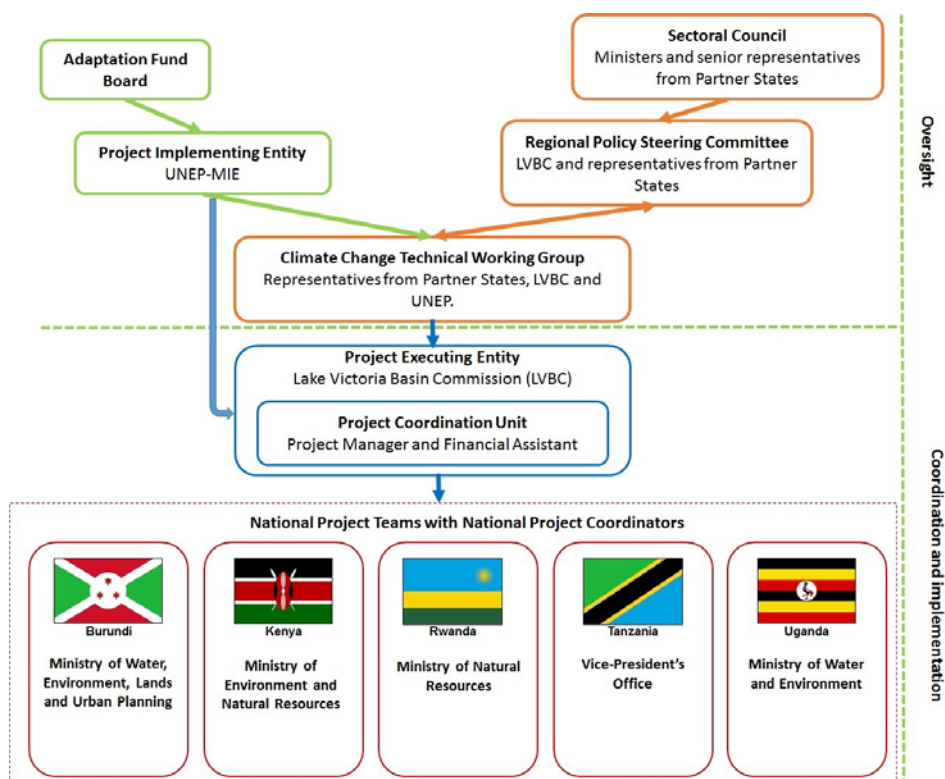 Adaptation Fund
Board
Sectoral Council
Ministers and senior representatives
from Partner States
Project Implementing Entity
UNEP-MIE
Regional Policy Steering Committee
LVBC and representatives from Partner
States
Oversight
Climate Change Technical Working Group
Representatives from Partner States, LVBC and
UNEP.
Project Executing Entity
Lake Victoria Basin Commission (LVBC)
Project Coordination Unit
Project Manager and Financial Assistant
Coordination and implementation
National Project Teams with National Project Coordinators
Burundi
Ministry of Water,
Environment, Lands
and Urban Planning
Kenya
Ministry of
Environment and
Natural Resources
Rwanda
Ministry of Natural
Resources
Tanzania
Vice-President's
Office
Uganda
Ministry of Water
and Environment